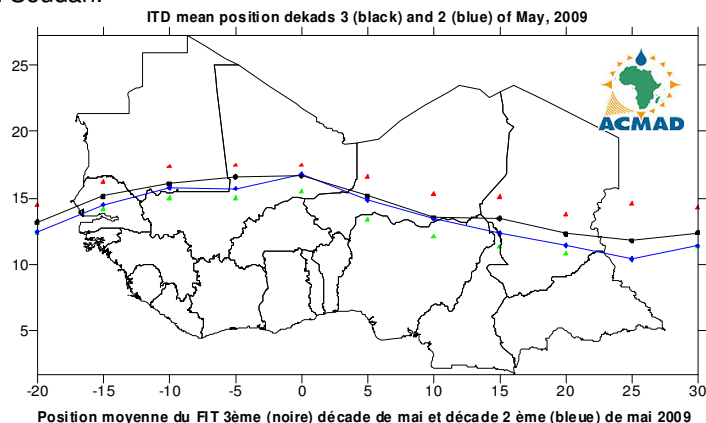 Soudan.
ITD mean position dekads 3 (black) and 2 (blue) of May, 2009
25
ACMAD
20
15
10
5
-20 -15 -10 -5 0 5 10 15 20 25 30
Position moyenne du FIT 3ème (noire) décade de mai et décade 2 ème (bleue) de mai 2009